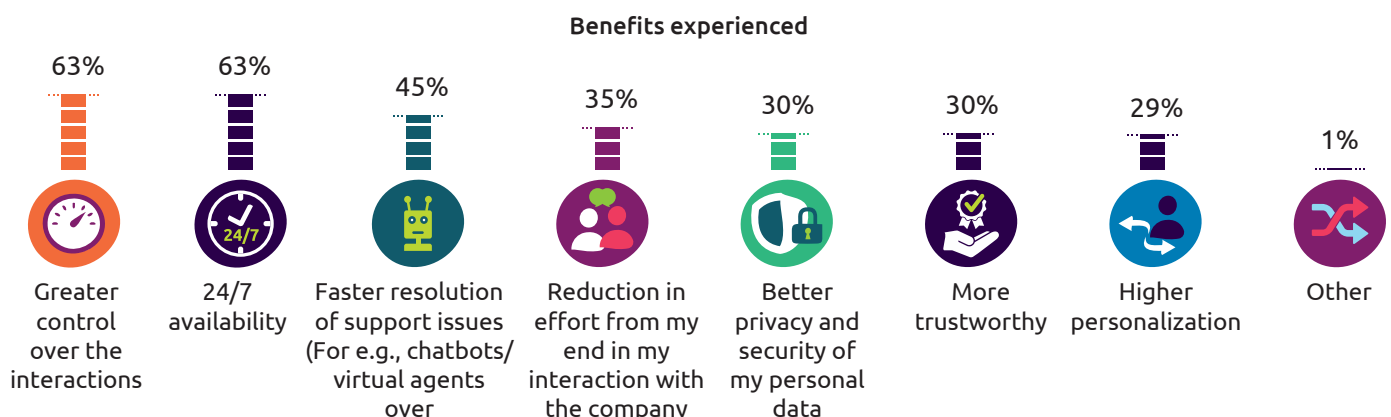 Benefits experienced
63%
Greater
control
over the
interactions
63%
24/7
24/7
availability
45%
Faster resolution
of support issues
(For e.g., chatbots/
virtual agents
over
35%
Reduction in
effort from my
end in my
interaction with
the company
30%
Better
privacy and
security of
my personal
data
30%
More
trustworthy
29%
Higher
personalization
1%
Other